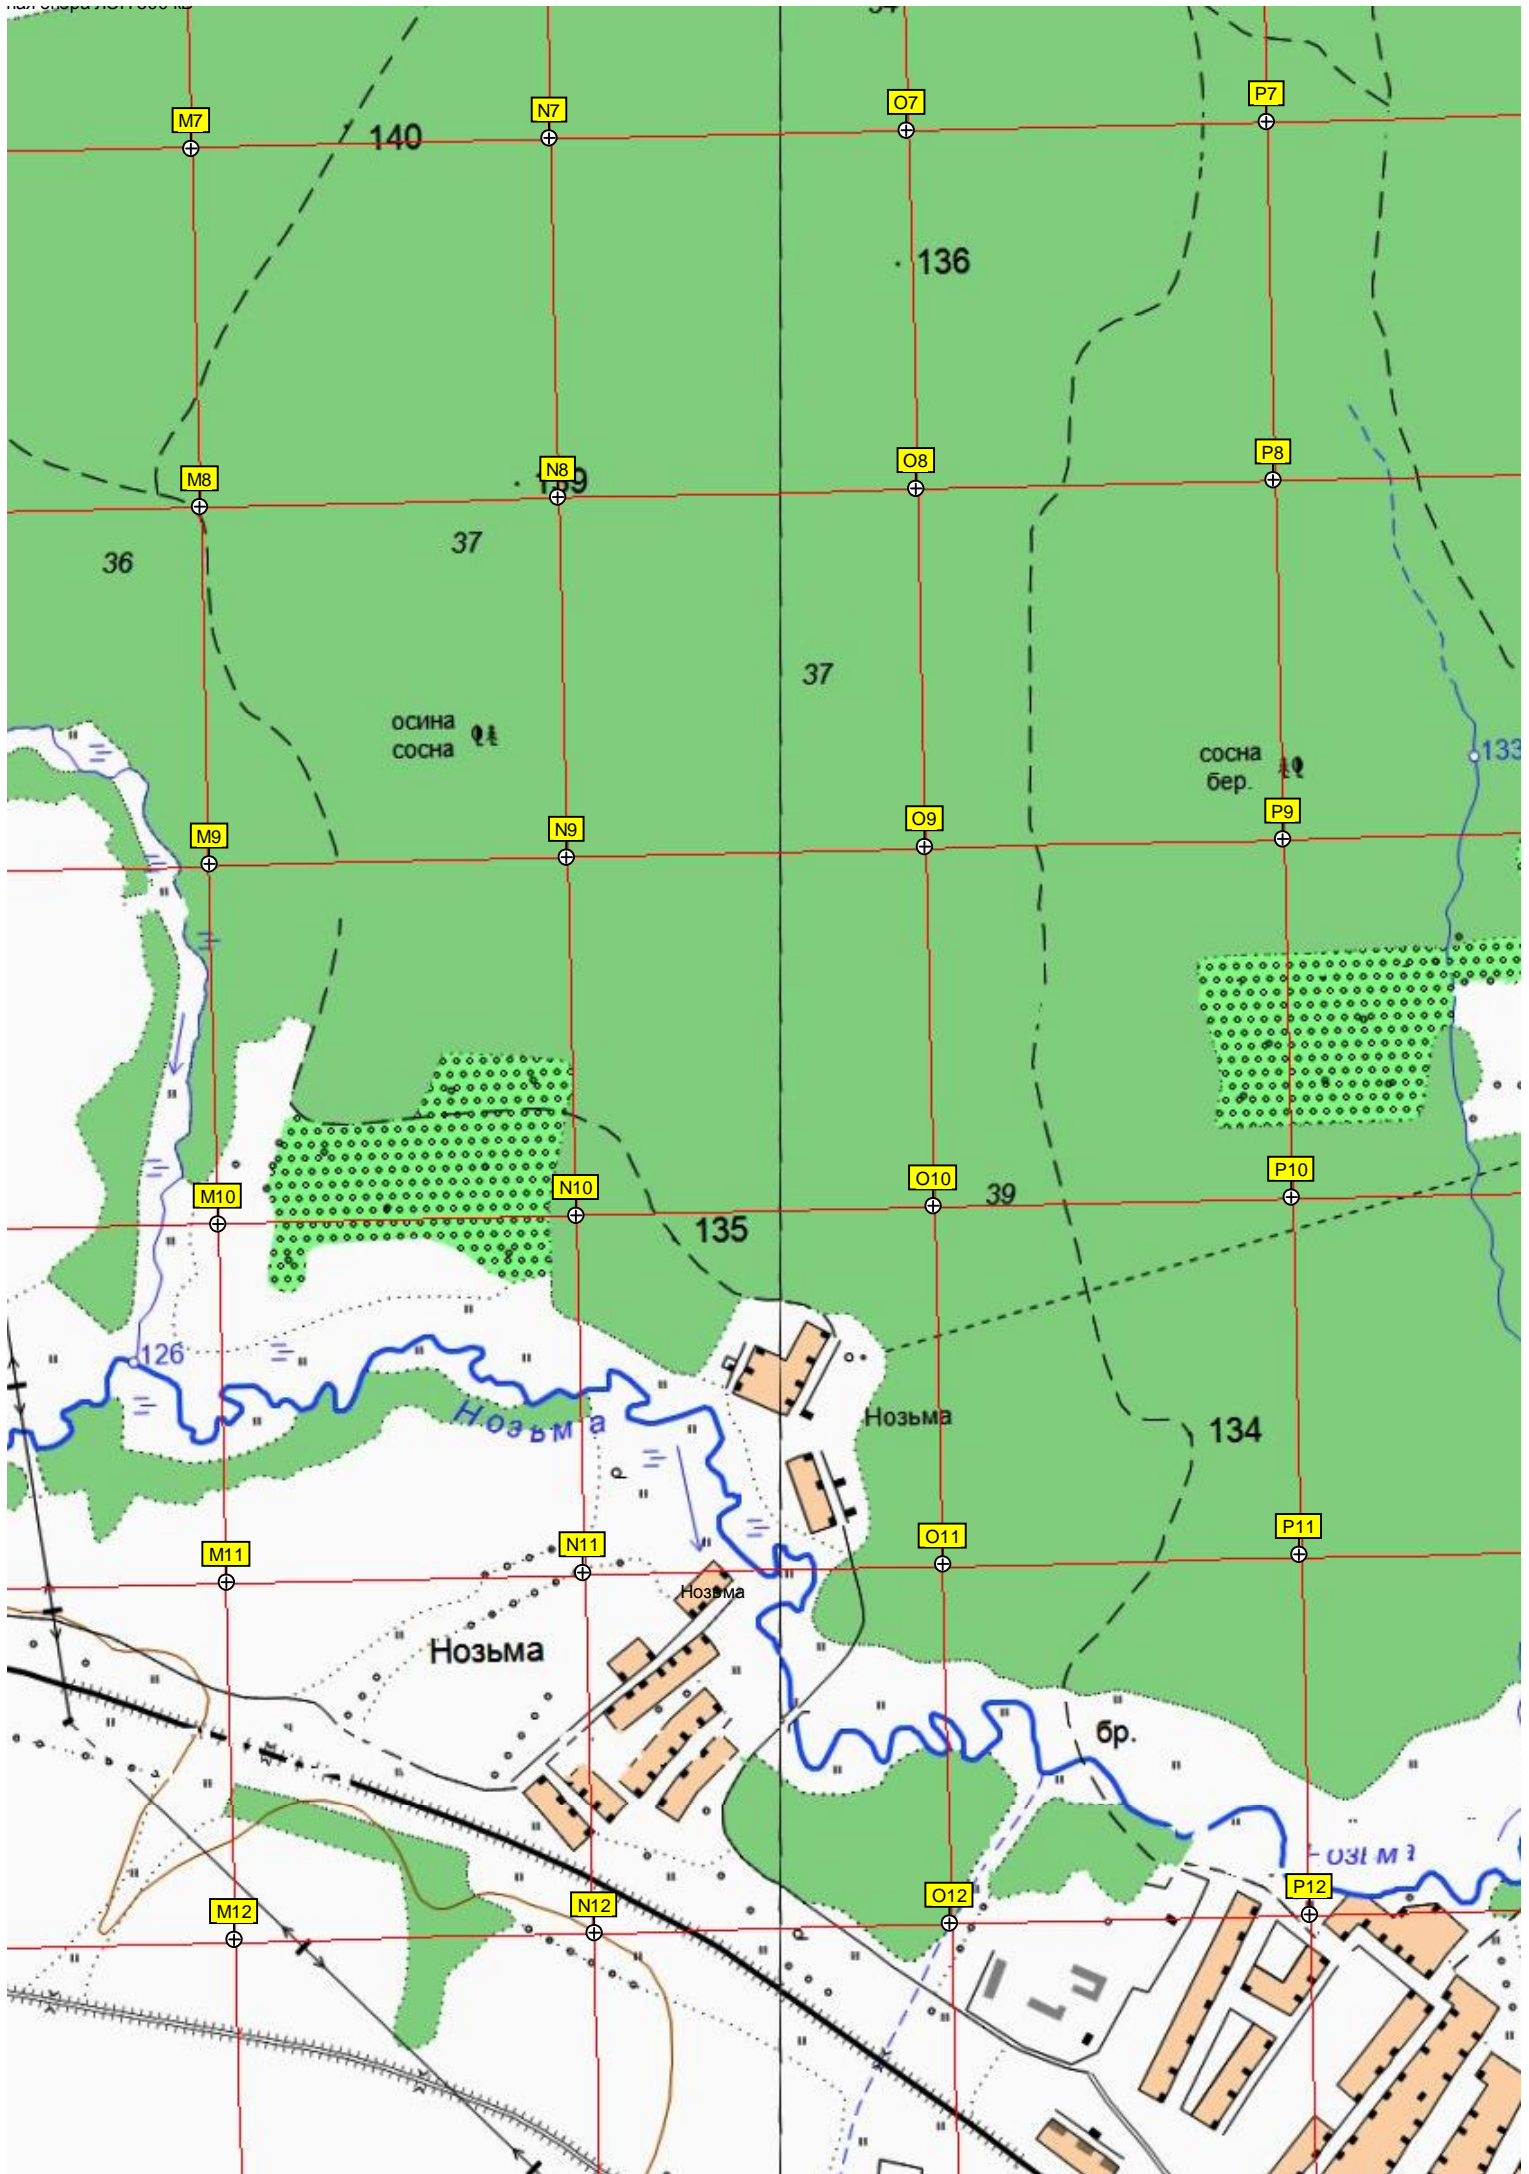 M7
N7
O7
P7
140
136
M8
N8
O8
P8
36
37
37
осина
сосна
сосна
бер.
133
M9
N9
O9
P9
M10
N10
O10
P10
39
135
126
Нозьма
Нозьма
134
M11
N11
O11
P11
Нозьма
Нозьма
бр.
M12
N12
O12
P12